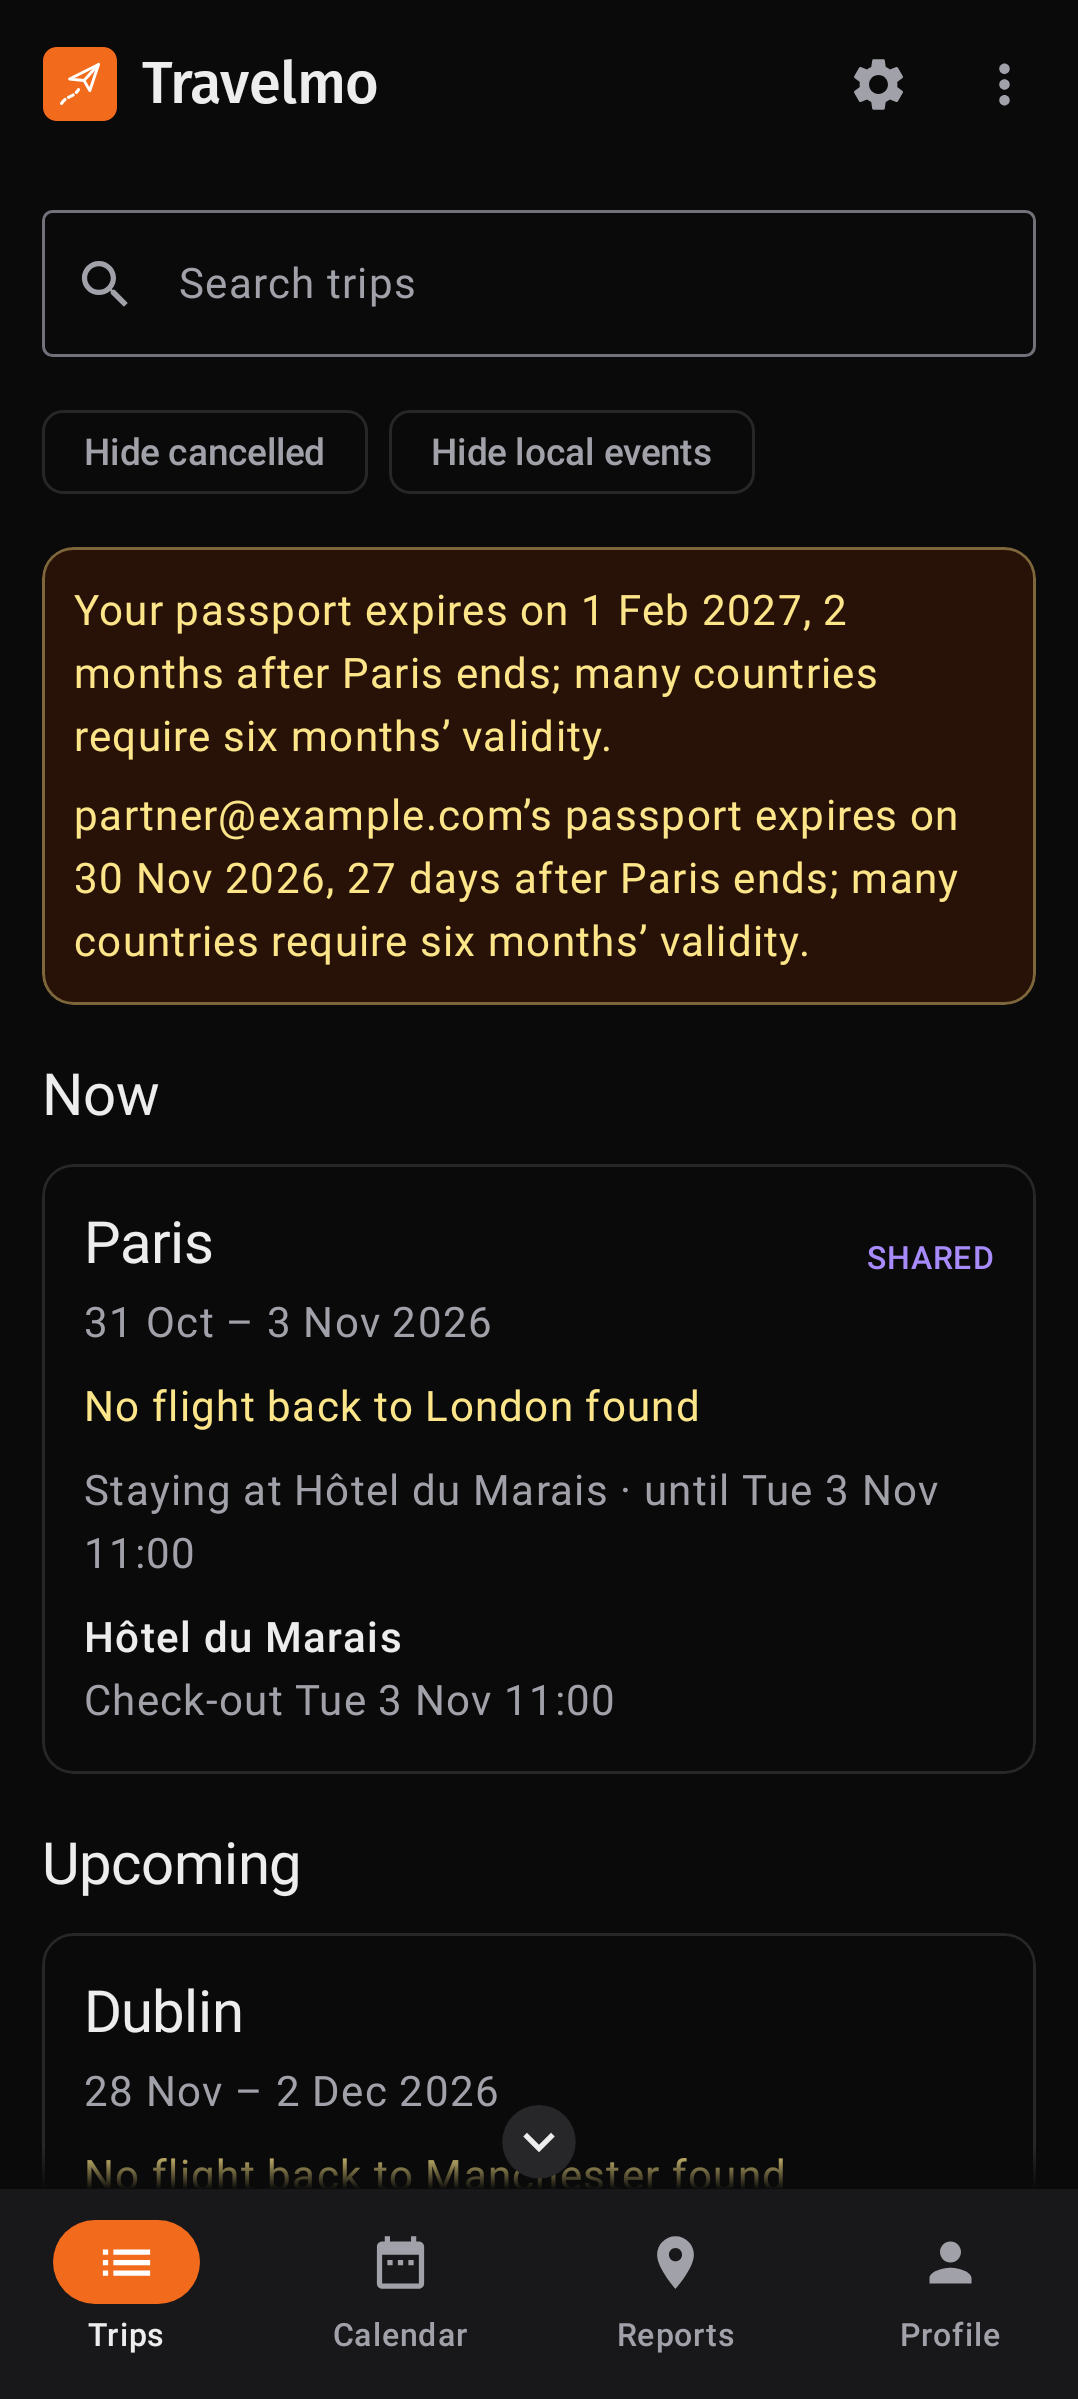 Travelmo
Search trips
Hide cancelled
Hide local events
Your passport expires on 1 Feb 2027, 2
months after Paris ends; many countries
require six months’ validity.
partner@example.com’s passport expires on
30 Nov 2026, 27 days after Paris ends; many
countries require six months’ validity.
Now
Paris
SHARED
31 Oct – 3 Nov 2026
No flight back to London found
Staying at Hôtel du Marais · until Tue 3 Nov
11:00
Hôtel du Marais
Check-out Tue 3 Nov 11:00
Upcoming
Dublin
28 Nov – 2 Dec 2026
No flight back to Manchester found
Trips
Calendar
Reports
Profile